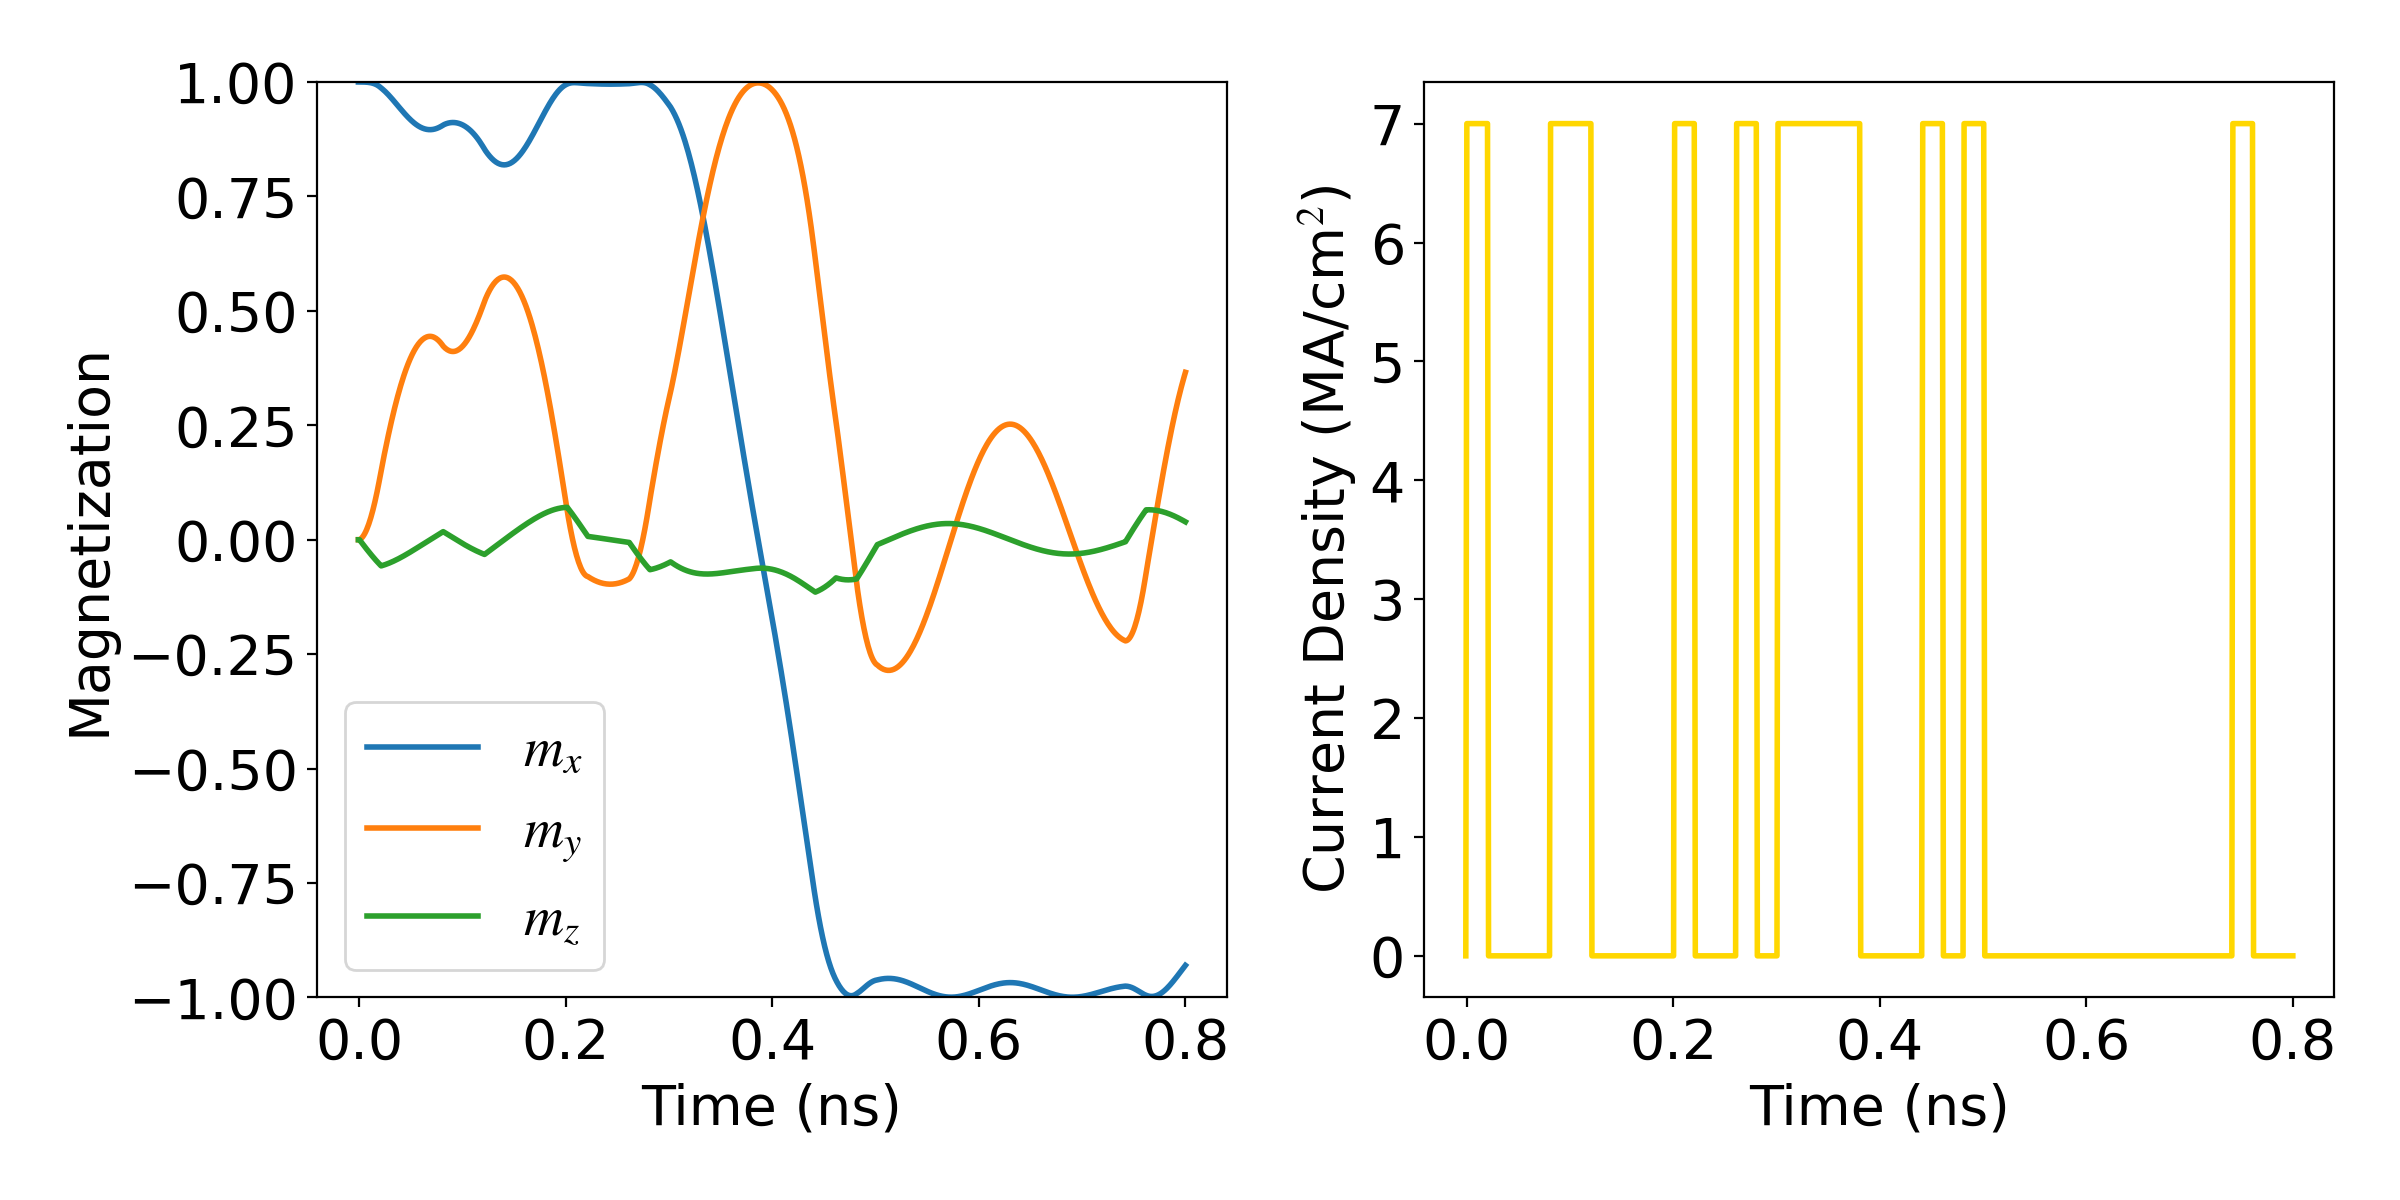 Magnetization
1.00
0.75
0.50
0.25
0.00
−0.25
−0.50
−0.75
−1.00
m_x
m_y
m_z
0.0 0.2 0.4 0.6 0.8
Time (ns)
Current Density (MA/cm²)
7
6
5
4
3
2
1
0
0.0 0.2 0.4 0.6 0.8
Time (ns)